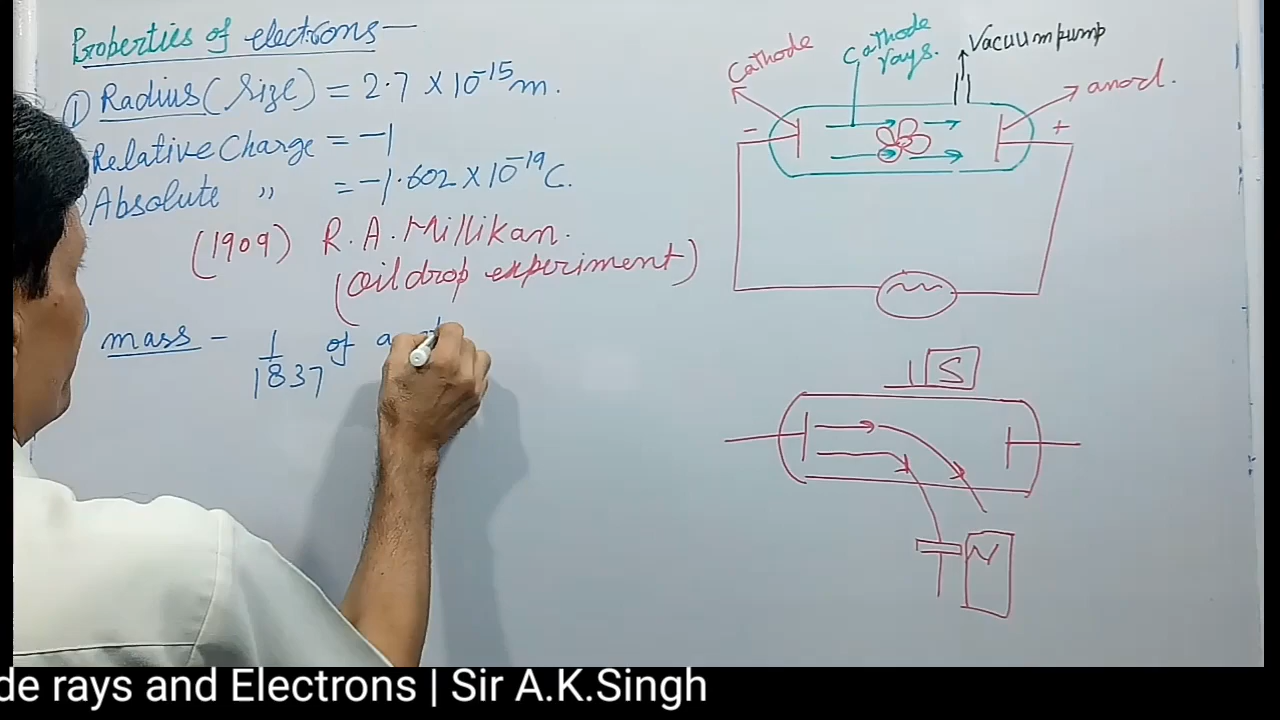 Properties of electrons—
① Radius (Size) = 2.7 × 10⁻¹⁵ m.
Relative Charge = -1
Absolute " = -1.602 × 10⁻¹⁹ C.
(1909) R. A. Millikan.
(oil drop experiment)
mass - 1/1837 of a
Cathode
Cathode rays.
Vacuum pump
anod.
-
+
S
N
de rays and Electrons | Sir A.K.Singh